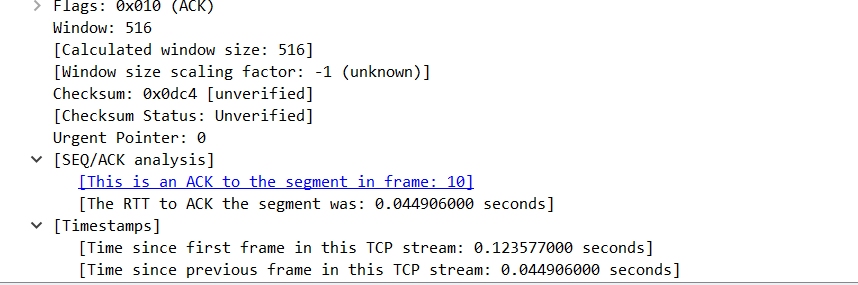 Flags: 0x010 (ACK)
Window: 516
[Calculated window size: 516]
[Window size scaling factor: -1 (unknown)]
Checksum: 0x0dc4 [unverified]
[Checksum Status: Unverified]
Urgent Pointer: 0
[SEQ/ACK analysis]
[This is an ACK to the segment in frame: 10]
[The RTT to ACK the segment was: 0.044906000 seconds]
[Timestamps]
[Time since first frame in this TCP stream: 0.123577000 seconds]
[Time since previous frame in this TCP stream: 0.044906000 seconds]